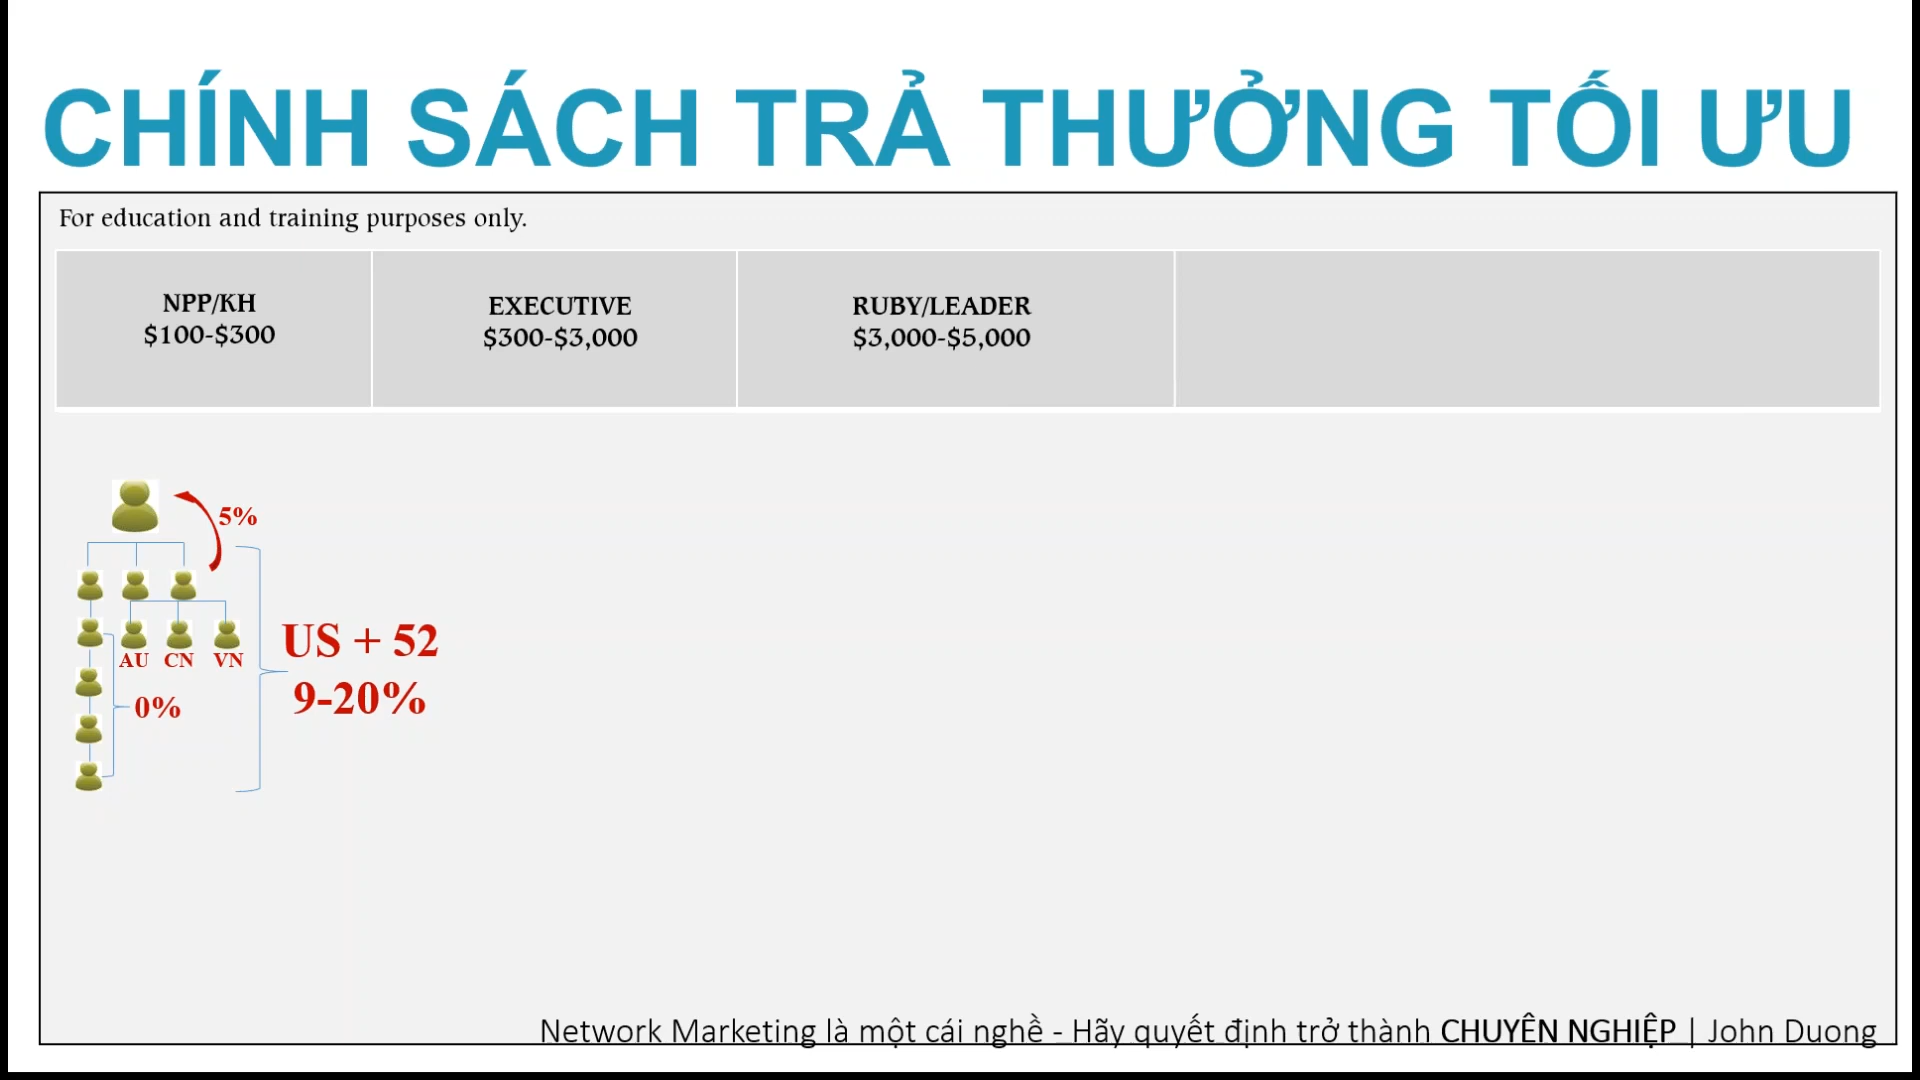 CHÍNH SÁCH TRẢ THƯỞNG TỐI ƯU
For education and training purposes only.
NPP/KH
$100-$300
EXECUTIVE
$300-$3,000
RUBY/LEADER
$3,000-$5,000
5%
US + 52
9-20%
AU CN VN
0%
Network Marketing là một cái nghề - Hãy quyết định trở thành CHUYÊN NGHIỆP | John Duong